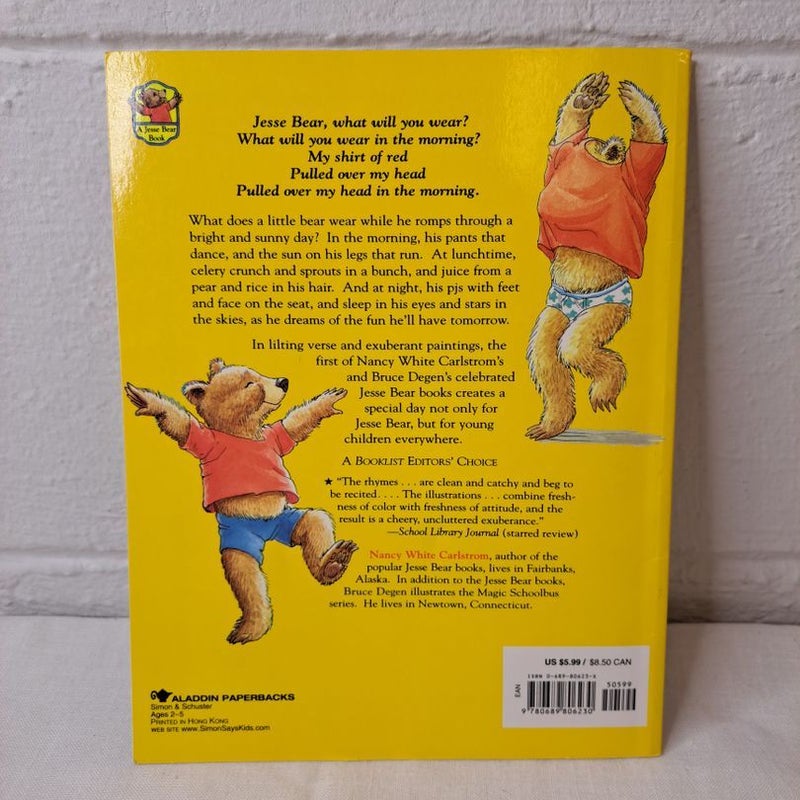 A Jesse Bear
Book
Jesse Bear, what will you wear?
What will you wear in the morning?
My shirt of red
Pulled over my head
Pulled over my head in the morning.
What does a little bear wear while he romps through a
bright and sunny day? In the morning, his pants that
dance, and the sun on his legs that run. At lunchtime,
celery crunch and sprouts in a bunch, and juice from a
pear and rice in his hair. And at night, his pjs with feet
and face on the seat, and sleep in his eyes and stars in
the skies, as he dreams of the fun he'll have tomorrow.
In lilting verse and exuberant paintings, the
first of Nancy White Carlstrom's
and Bruce Degen's celebrated
Jesse Bear books creates a
special day not only for
Jesse Bear, but for young
children everywhere.
A BOOKLIST EDITORS' CHOICE
★ "The rhymes . . . are clean and catchy and beg to
be recited. . . . The illustrations . . . combine fresh-
ness of color with freshness of attitude, and the
result is a cheery, uncluttered exuberance."
—School Library Journal (starred review)
Nancy White Carlstrom, author of the
popular Jesse Bear books, lives in Fairbanks,
Alaska. In addition to the Jesse Bear books,
Bruce Degen illustrates the Magic Schoolbus
series. He lives in Newtown, Connecticut.
ALADDIN PAPERBACKS
Simon & Schuster
Ages 2-5
PRINTED IN HONG KONG
WEB SITE www.SimonSaysKids.com
US $5.99 / $8.50 CAN
ISBN 0-689-80623-X
50599
EAN
9 780689 806230